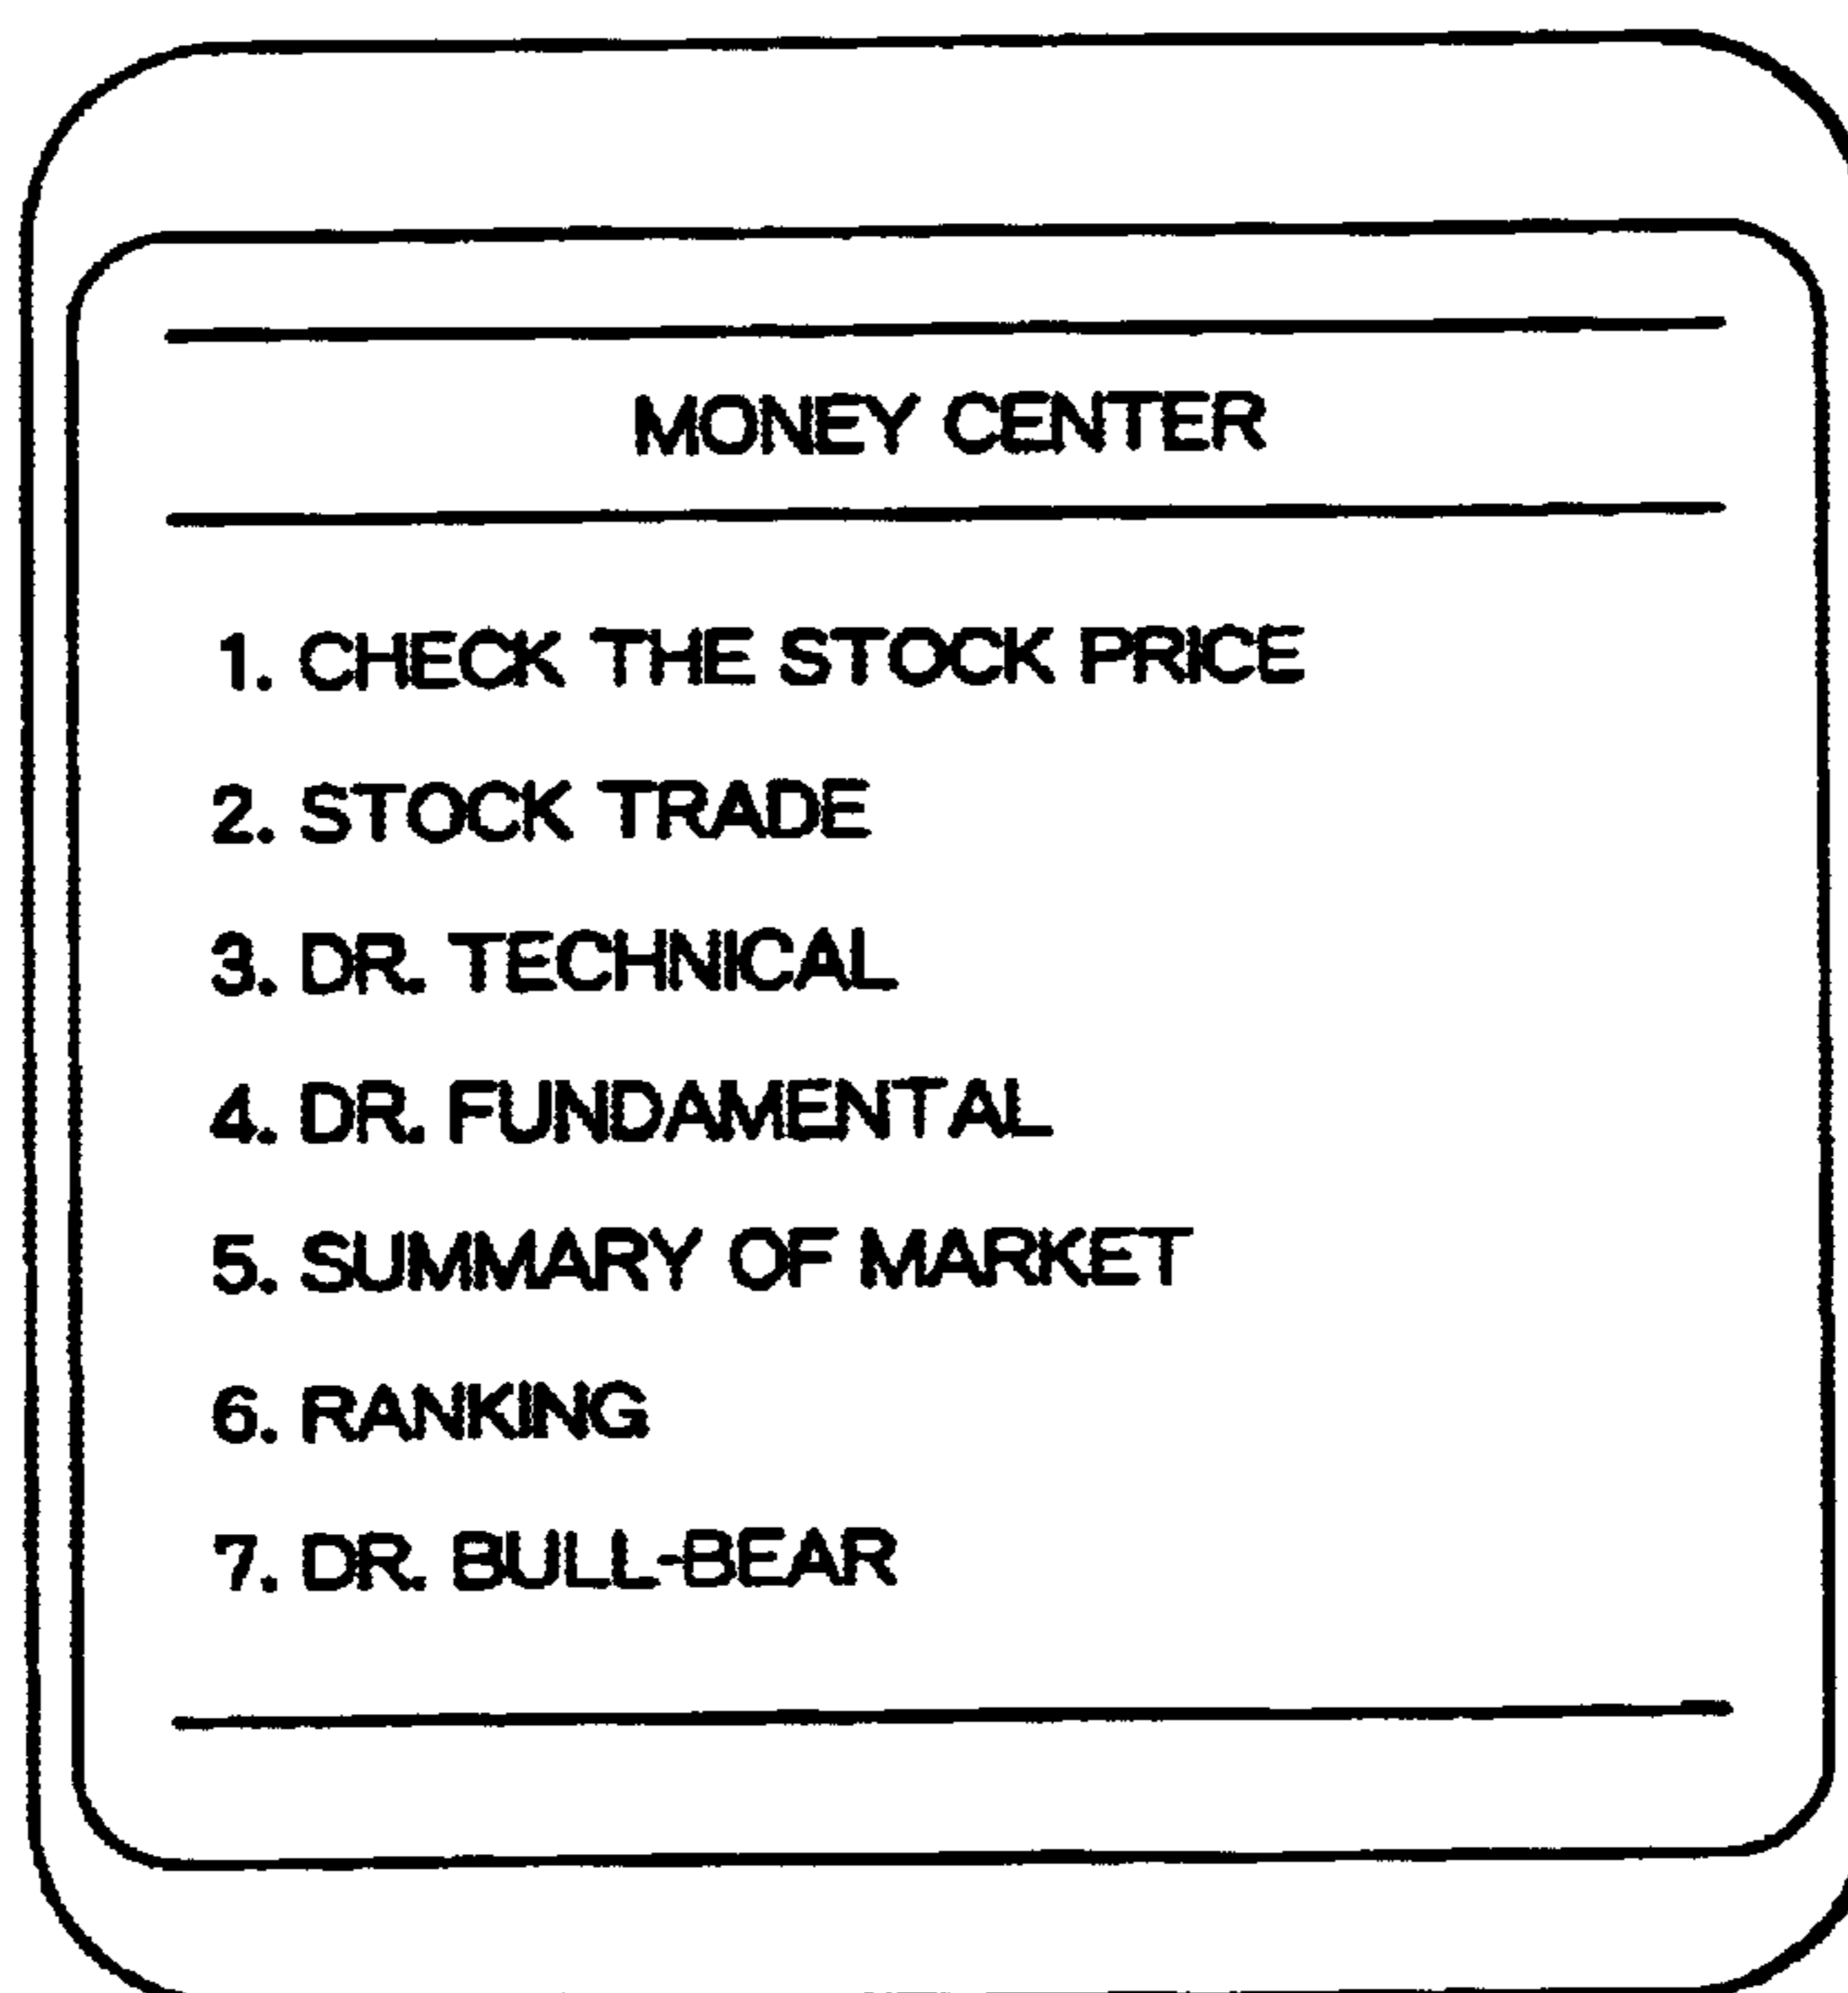 MONEY CENTER
1. CHECK THE STOCK PRICE
2. STOCK TRADE
3. DR. TECHNICAL
4. DR. FUNDAMENTAL
5. SUMMARY OF MARKET
6. RANKING
7. DR. BULL-BEAR